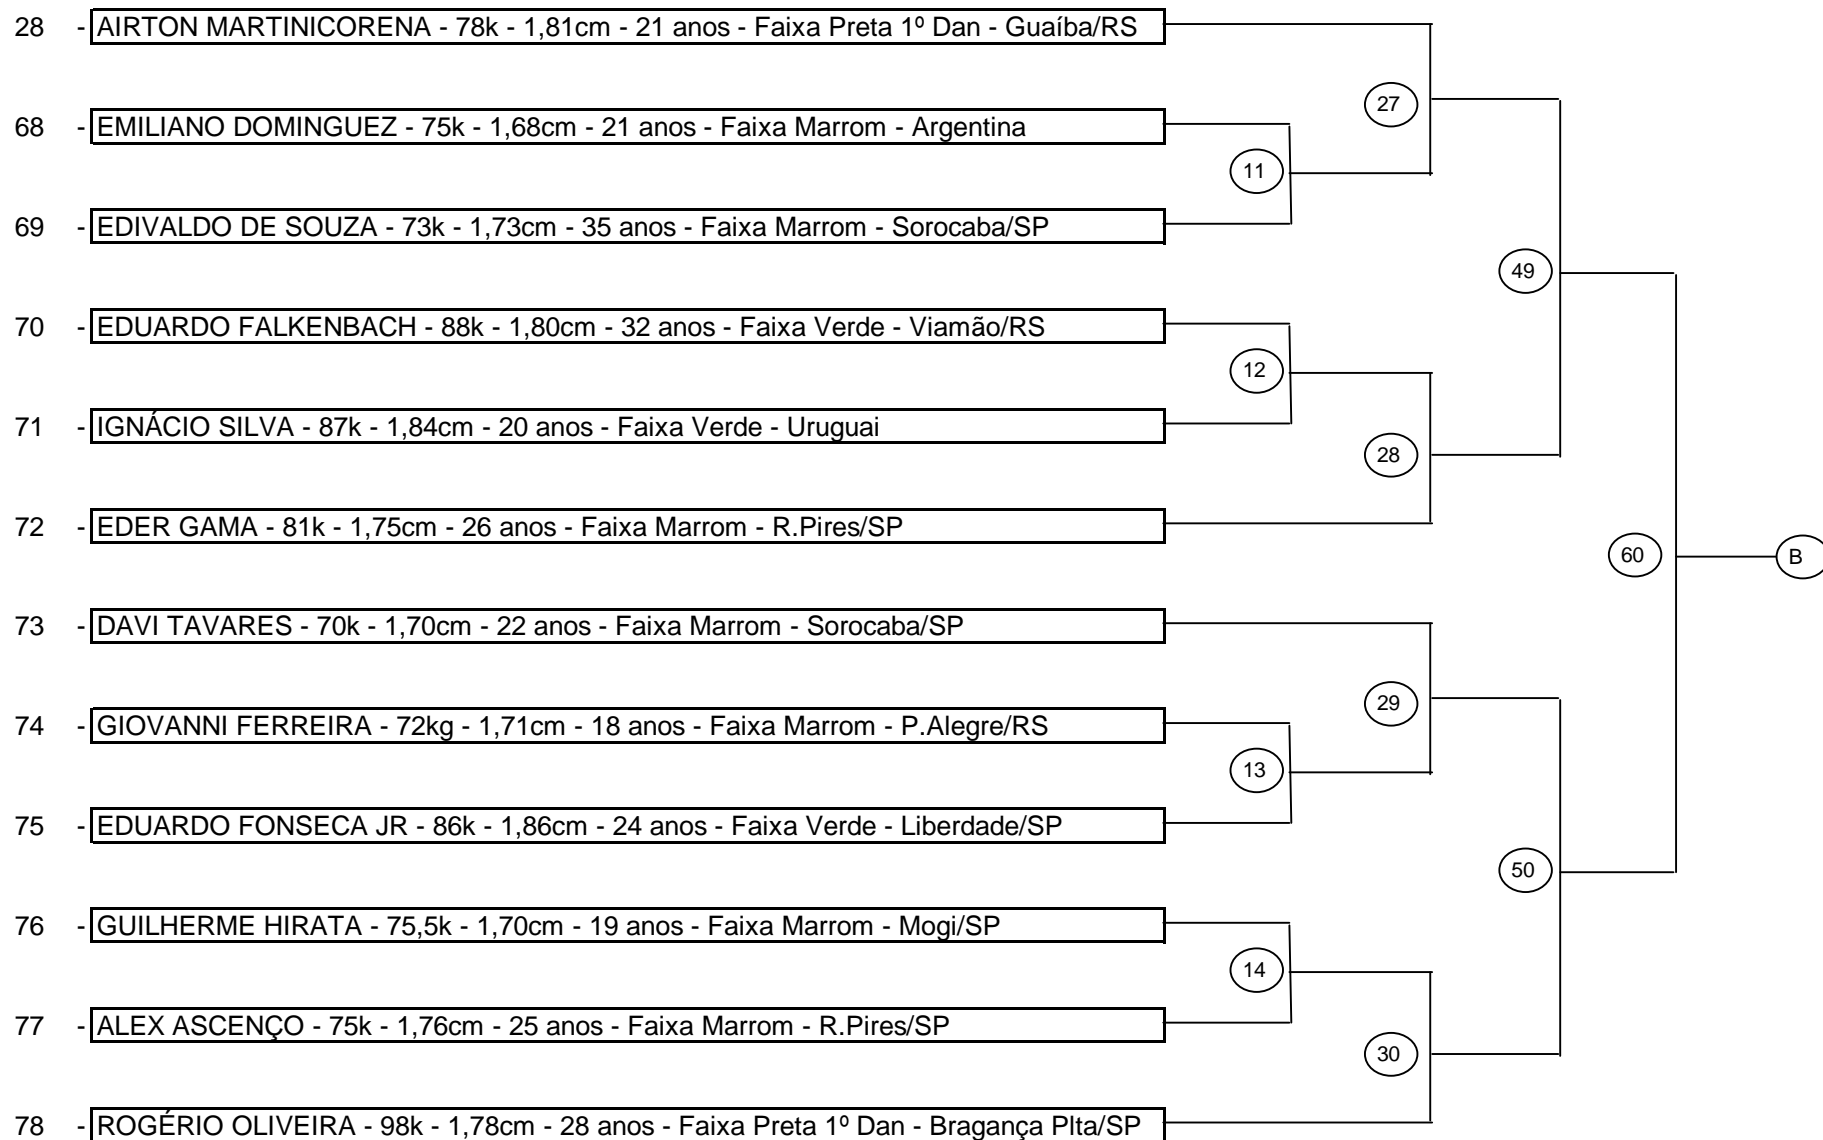 28 - AIRTON MARTINICORENA - 78k - 1,81cm - 21 anos - Faixa Preta 1º Dan - Guaíba/RS
27
68 - EMILIANO DOMINGUEZ - 75k - 1,68cm - 21 anos - Faixa Marrom - Argentina
11
69 - EDIVALDO DE SOUZA - 73k - 1,73cm - 35 anos - Faixa Marrom - Sorocaba/SP
49
70 - EDUARDO FALKENBACH - 88k - 1,80cm - 32 anos - Faixa Verde - Viamão/RS
12
71 - IGNÁCIO SILVA - 87k - 1,84cm - 20 anos - Faixa Verde - Uruguai
28
72 - EDER GAMA - 81k - 1,75cm - 26 anos - Faixa Marrom - R.Pires/SP
60 B
73 - DAVI TAVARES - 70k - 1,70cm - 22 anos - Faixa Marrom - Sorocaba/SP
29
74 - GIOVANNI FERREIRA - 72kg - 1,71cm - 18 anos - Faixa Marrom - P.Alegre/RS
13
75 - EDUARDO FONSECA JR - 86k - 1,86cm - 24 anos - Faixa Verde - Liberdade/SP
50
76 - GUILHERME HIRATA - 75,5k - 1,70cm - 19 anos - Faixa Marrom - Mogi/SP
14
77 - ALEX ASCENÇO - 75k - 1,76cm - 25 anos - Faixa Marrom - R.Pires/SP
30
78 - ROGÉRIO OLIVEIRA - 98k - 1,78cm - 28 anos - Faixa Preta 1º Dan - Bragança Plta/SP